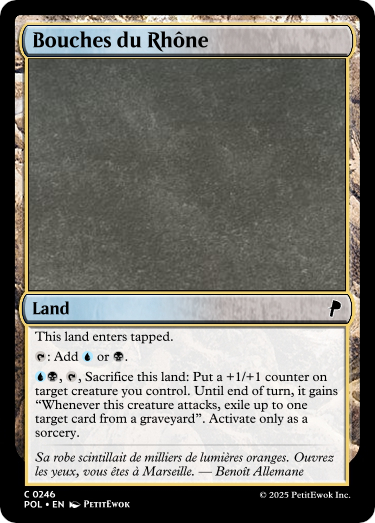 Bouches du Rhône
Land
This land enters tapped.
: Add or .
, , Sacrifice this land: Put a +1/+1 counter on
target creature you control. Until end of turn, it gains
“Whenever this creature attacks, exile up to one
target card from a graveyard”. Activate only as a
sorcery.
Sa robe scintillait de milliers de lumières oranges. Ouvrez
les yeux, vous êtes à Marseille. — Benoît Allemane
C 0246
POL • EN PetitEwok
© 2025 PetitEwok Inc.